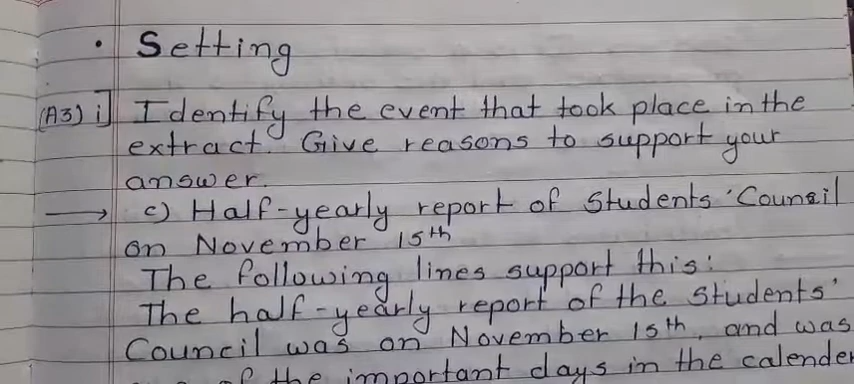 • Setting
(A3) i] Identify the event that took place in the
extract. Give reasons to support your
answer.
→ c) Half-yearly report of Students 'Council
on November 15th
The following lines support this:
The half-yearly report of the students'
Council was on November 15th, and was
of the important days in the calender